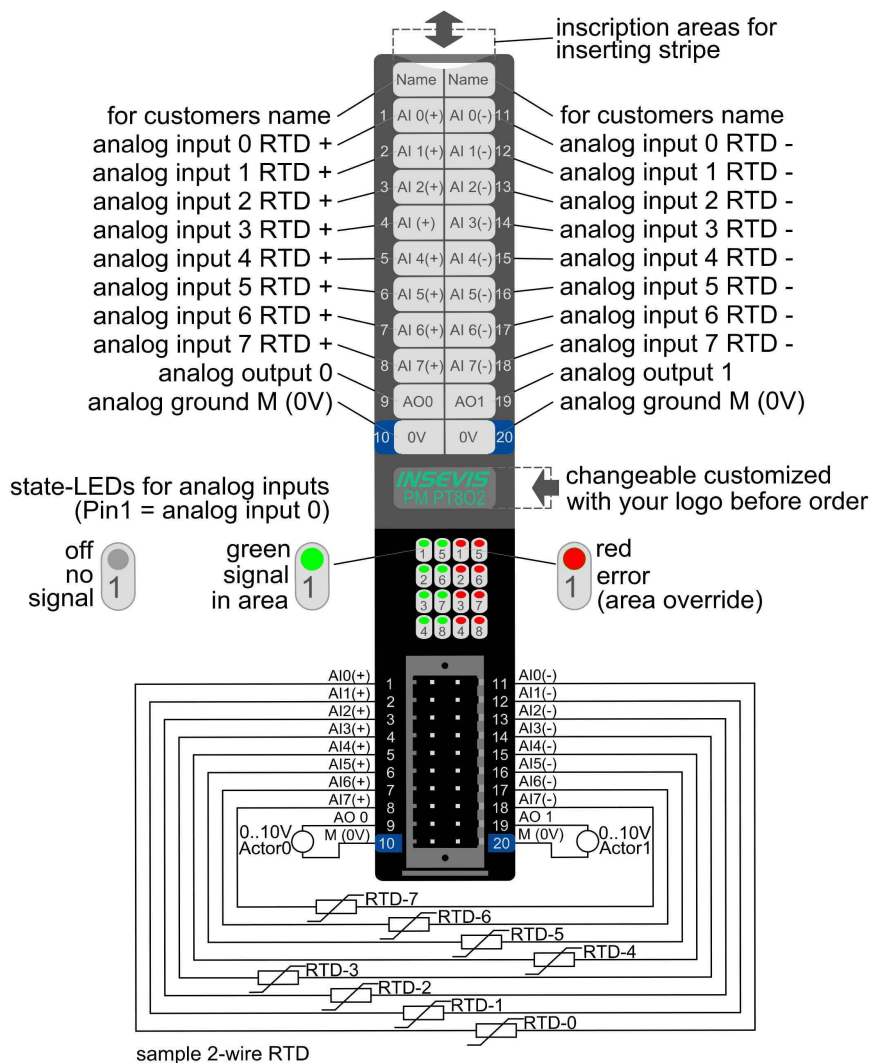 inscription areas for
inserting stripe
Name Name
for customers name
for customers name
1 AI 0(+) AI 0(-) 11
analog input 0 RTD +
analog input 0 RTD -
2 AI 1(+) AI 1(-) 12
analog input 1 RTD +
analog input 1 RTD -
3 AI 2(+) AI 2(-) 13
analog input 2 RTD +
analog input 2 RTD -
4 AI (+) AI 3(-) 14
analog input 3 RTD +
analog input 3 RTD -
5 AI 4(+) AI 4(-) 15
analog input 4 RTD +
analog input 4 RTD -
6 AI 5(+) AI 5(-) 16
analog input 5 RTD +
analog input 5 RTD -
7 AI 6(+) AI 6(-) 17
analog input 6 RTD +
analog input 6 RTD -
8 AI 7(+) AI 7(-) 18
analog input 7 RTD +
analog input 7 RTD -
9 AO0 AO1 19
analog output 0
analog output 1
10 0V 0V 20
analog ground M (0V)
analog ground M (0V)
INSEVIS
PM PT8O2
changeable customized
with your logo before order
state-LEDs for analog inputs
(Pin1 = analog input 0)
off
no
signal
1
green
signal
in area
1
1 5 1 5
2 6 2 6
3 7 3 7
4 8 4 8
1
red
error
(area override)
AI0(+) 1 11 AI0(-)
AI1(+) 2 12 AI1(-)
AI2(+) 3 13 AI2(-)
AI3(+) 4 14 AI3(-)
AI4(+) 5 15 AI4(-)
AI5(+) 6 16 AI5(-)
AI6(+) 7 17 AI6(-)
AI7(+) 8 18 AI7(-)
AO 0 9 19 AO 1
M (0V) 10 20 M (0V)
0..10V
Actor0
0..10V
Actor1
RTD-7
RTD-6
RTD-5
RTD-4
RTD-3
RTD-2
RTD-1
RTD-0
sample 2-wire RTD